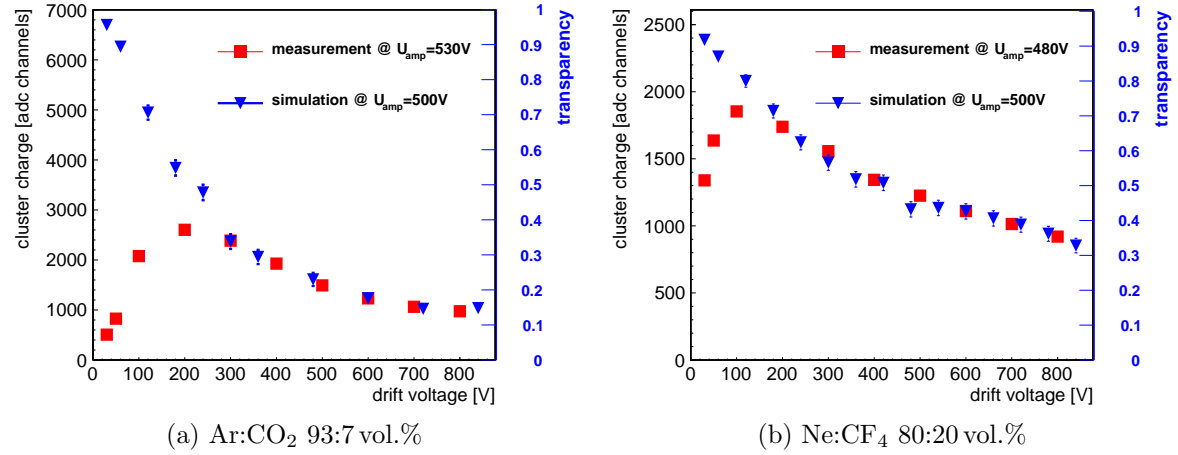 7000
6000
5000
4000
3000
2000
1000
0
cluster charge [adc channels]
measurement @ U_amp=530V
simulation @ U_amp=500V
1
0.9
0.8
0.7
0.6
0.5
0.4
0.3
0.2
0.1
0
transparency
0 100 200 300 400 500 600 700 800
drift voltage [V]
(a) Ar:CO₂ 93:7 vol.%
2500
2000
1500
1000
500
0
cluster charge [adc channels]
measurement @ U_amp=480V
simulation @ U_amp=500V
1
0.9
0.8
0.7
0.6
0.5
0.4
0.3
0.2
0.1
0
transparency
0 100 200 300 400 500 600 700 800
drift voltage [V]
(b) Ne:CF₄ 80:20 vol.%